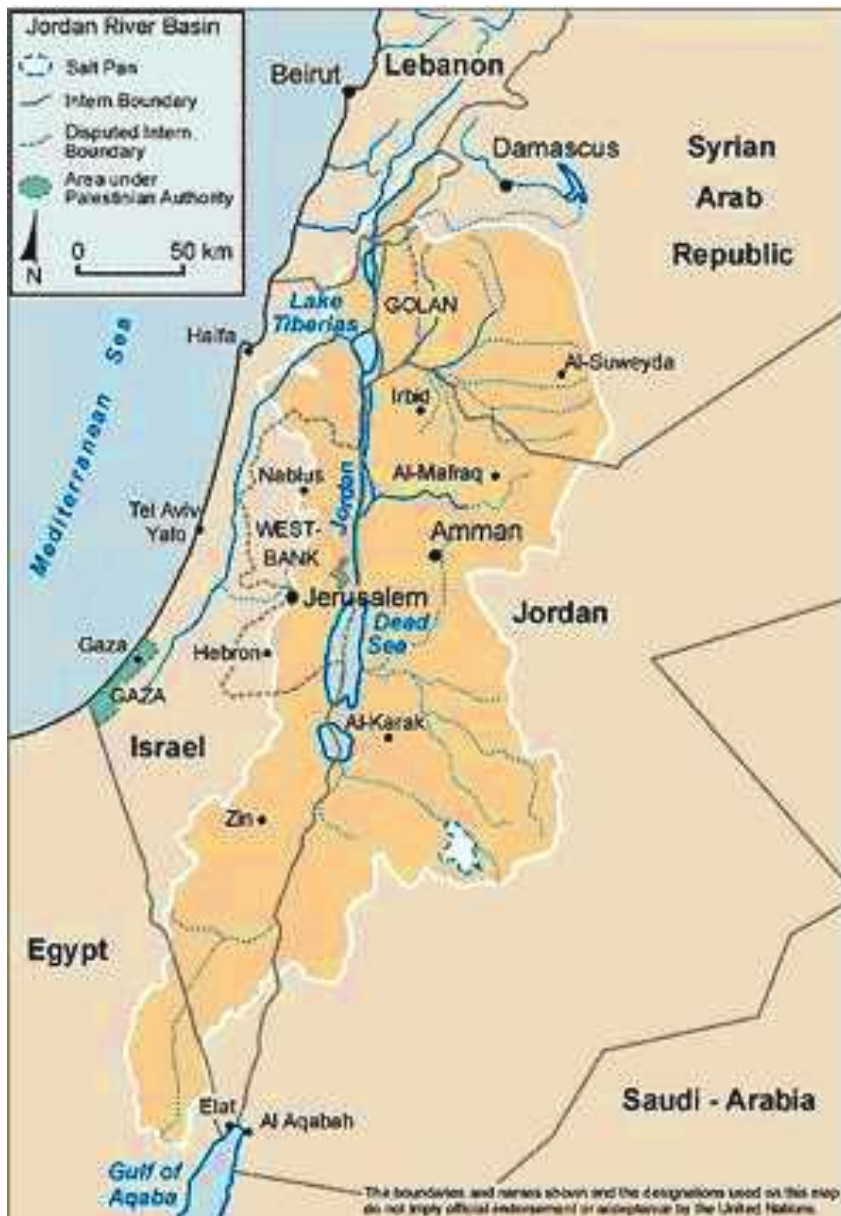 Jordan River Basin
Salt Pan
Intern Boundary
Disputed Intern.
Boundary
Area under
Palestinian Authority
N
0 50 km
Beirut
Lebanon
Damascus
Syrian
Arab
Republic
Lake
Tiberias
GOLAN
Haifa
Al-Suweyda
Irbid
Mediterranean Sea
Nablus
Jordan
Al-Mafraq
Tel Aviv
Yafo
WEST-
BANK
Amman
Jerusalem
Jordan
Dead
Sea
Gaza
Hebron
GAZA
Al-Karak
Israel
Zin
Egypt
Elat
Al Aqabah
Saudi - Arabia
Gulf of
Aqaba
The boundaries and names shown and the designations used on this map
do not imply official endorsement or acceptance by the United Nations.